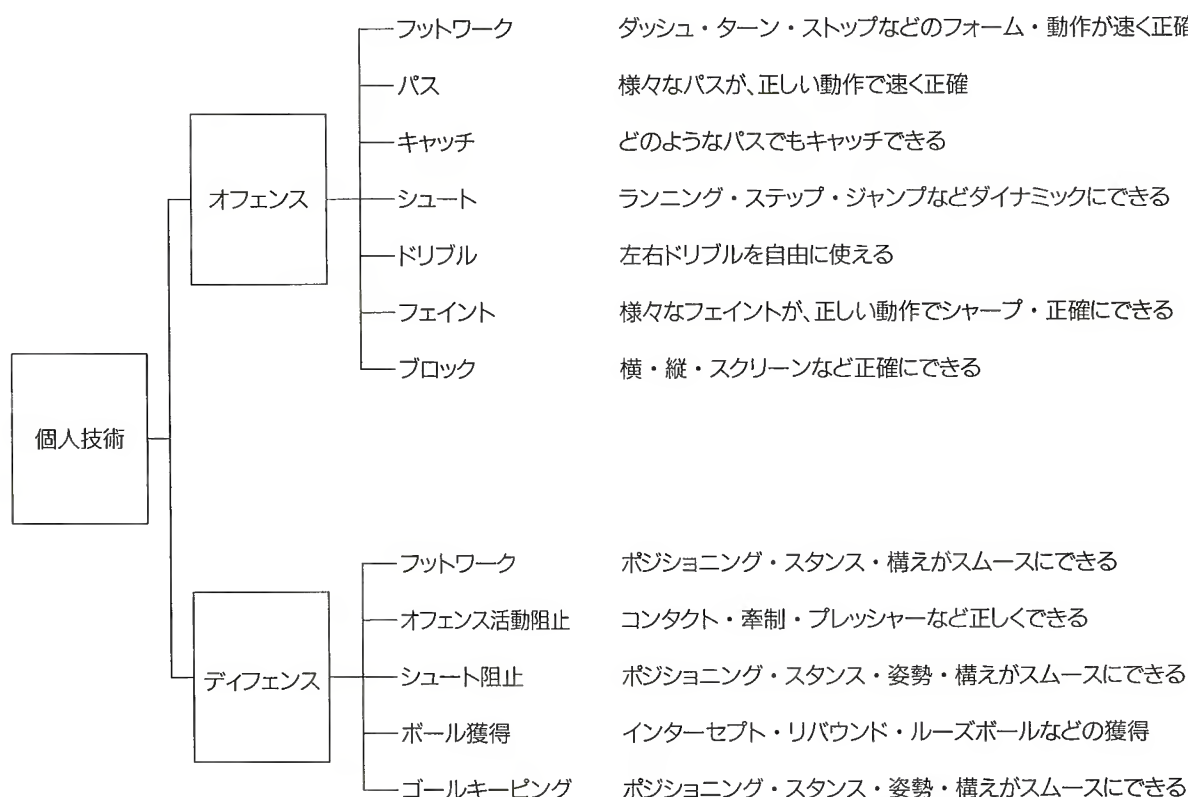 フットワーク ダッシュ・ターン・ストップなどのフォーム・動作が速く正確
パス 様々なパスが、正しい動作で速く正確
キャッチ どのようなパスでもキャッチできる
オフェンス
シュート ランニング・ステップ・ジャンプなどダイナミックにできる
ドリブル 左右ドリブルを自由に使える
フェイント 様々なフェイントが、正しい動作でシャープ・正確にできる
ブロック 横・縦・スクリーンなど正確にできる
個人技術
フットワーク ポジショニング・スタンス・構えがスムースにできる
オフェンス活動阻止 コンタクト・牽制・プレッシャーなど正しくできる
ディフェンス
シュート阻止 ポジショニング・スタンス・姿勢・構えがスムースにできる
ボール獲得 インターセプト・リバウンド・ルーズボールなどの獲得
ゴールキーピング ポジショニング・スタンス・姿勢・構えがスムースにできる